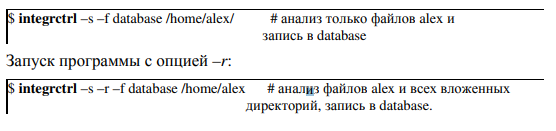 $ integrctrl –s –f database /home/alex/ # анализ только файлов alex и
запись в database
Запуск программы с опцией –r:
$ integrctrl –s –r –f database /home/alex # анализ файлов alex и всех вложенных
директорий, запись в database.